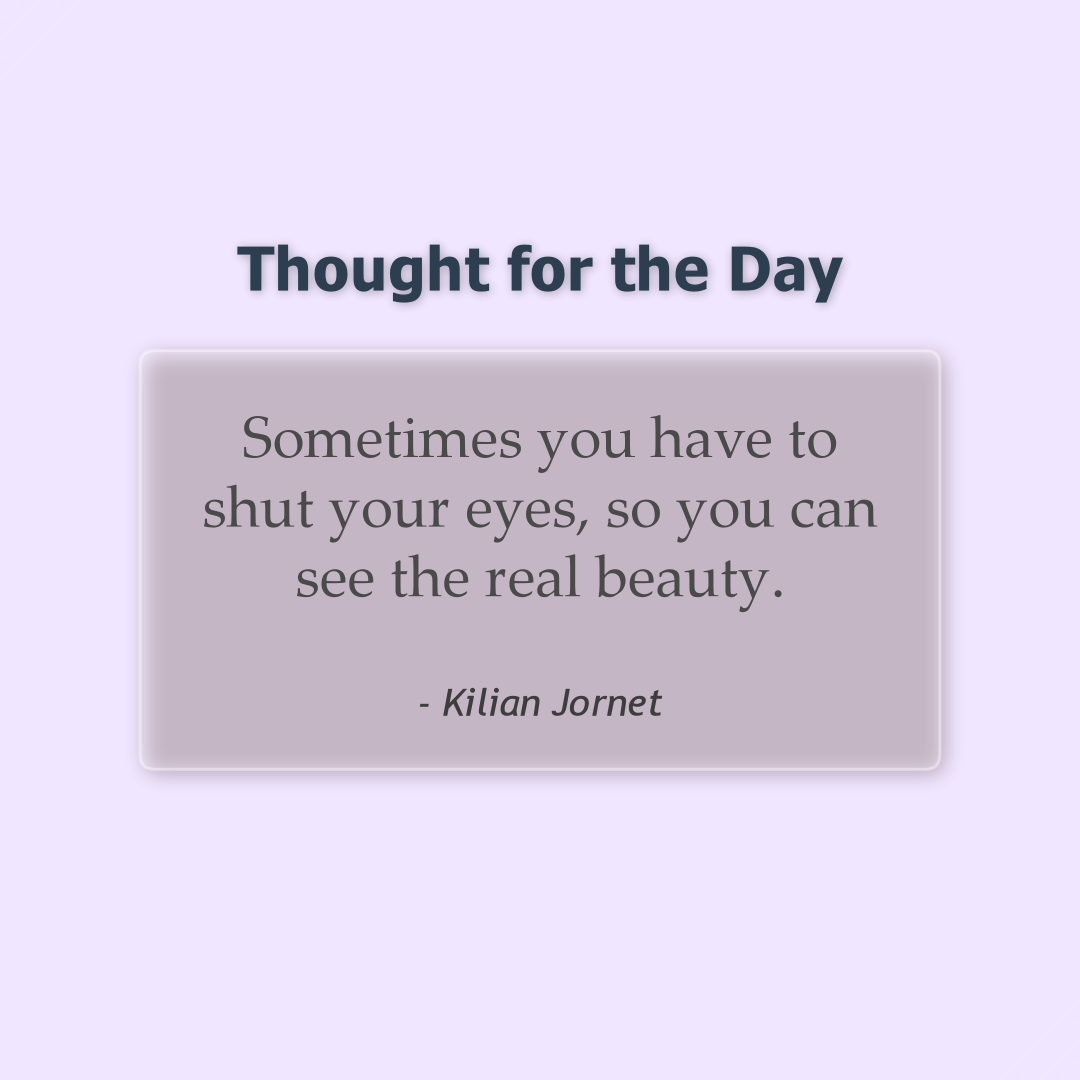 Thought for the Day
Sometimes you have to
shut your eyes, so you can
see the real beauty.
- Kilian Jornet